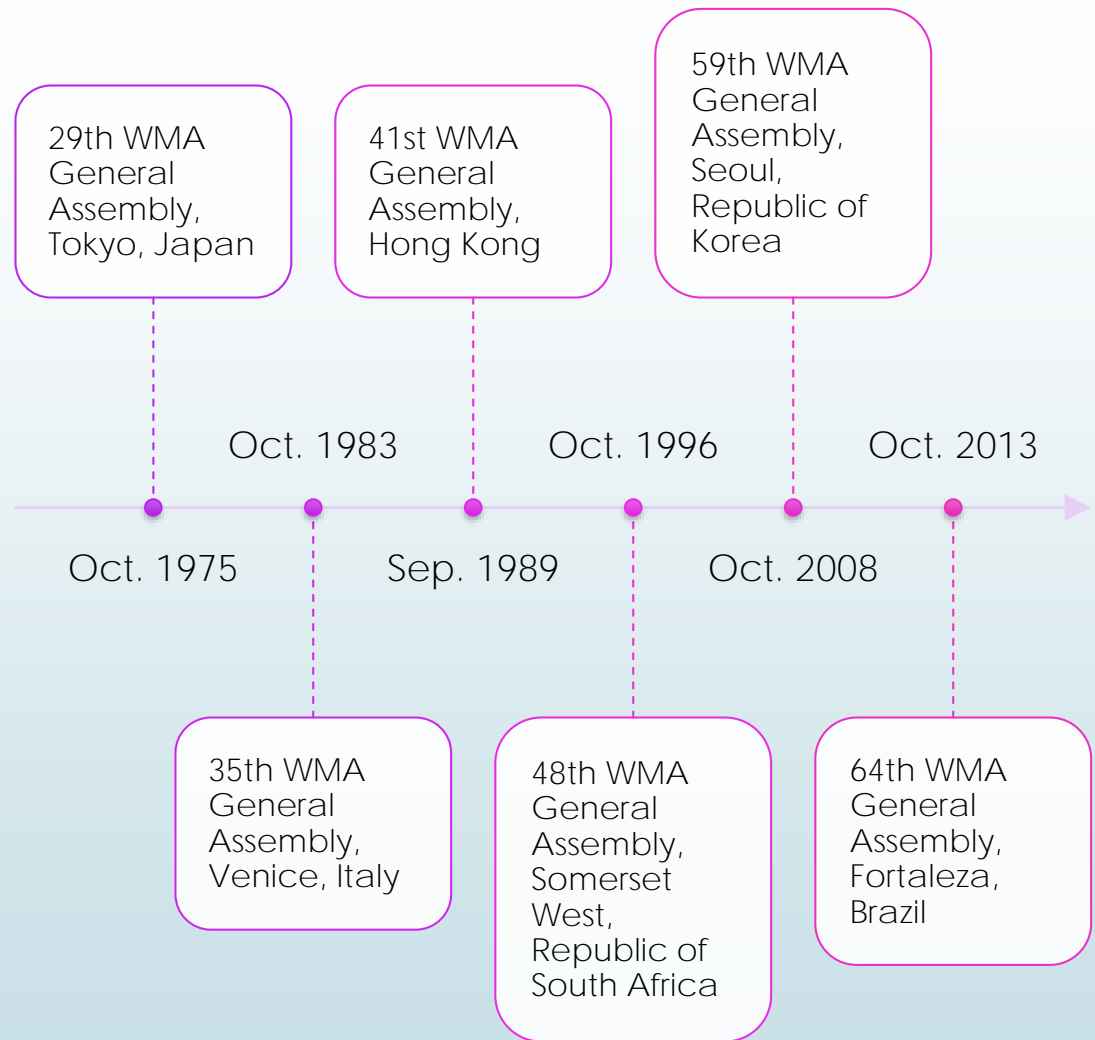 29th WMA
General
Assembly,
Tokyo, Japan
41st WMA
General
Assembly,
Hong Kong
59th WMA
General
Assembly,
Seoul,
Republic of
Korea
Oct. 1983
Oct. 1996
Oct. 2013
Oct. 1975
Sep. 1989
Oct. 2008
35th WMA
General
Assembly,
Venice, Italy
48th WMA
General
Assembly,
Somerset
West,
Republic of
South Africa
64th WMA
General
Assembly,
Fortaleza,
Brazil